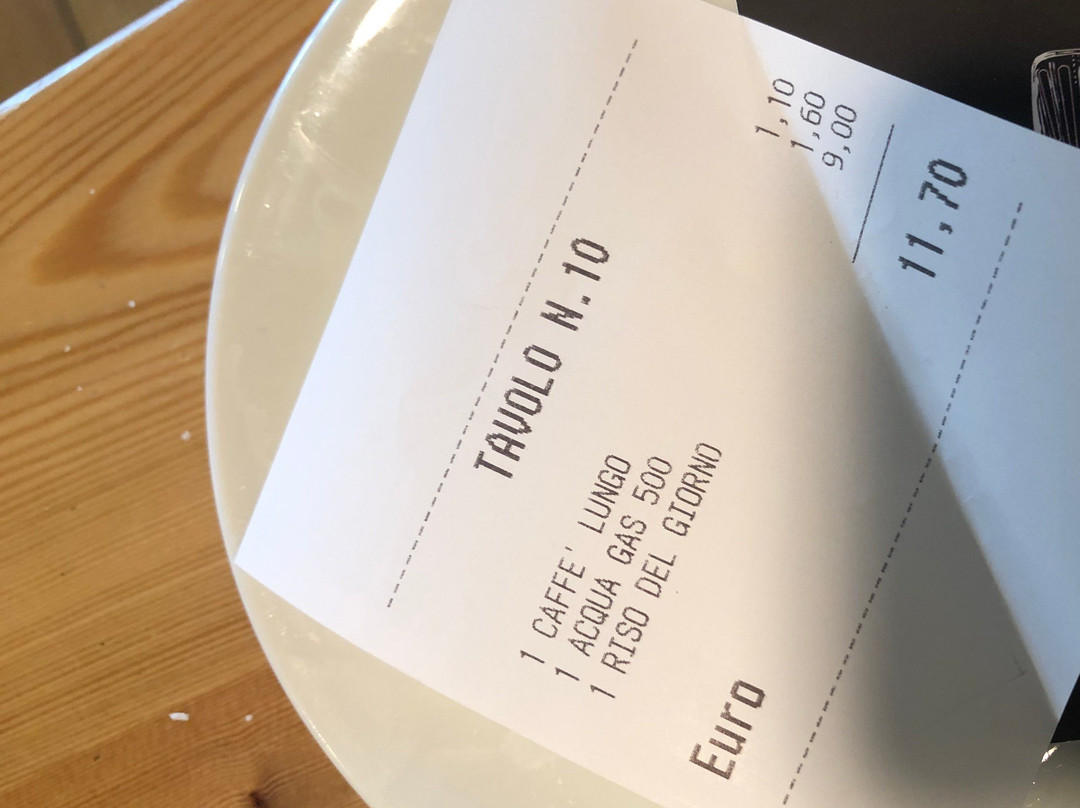 TAVOLO N.10
1 CAFFE' LUNGO 1,10
1 ACQUA GAS 500 1,60
1 RISO DEL GIORNO 9,00
Euro 11,70